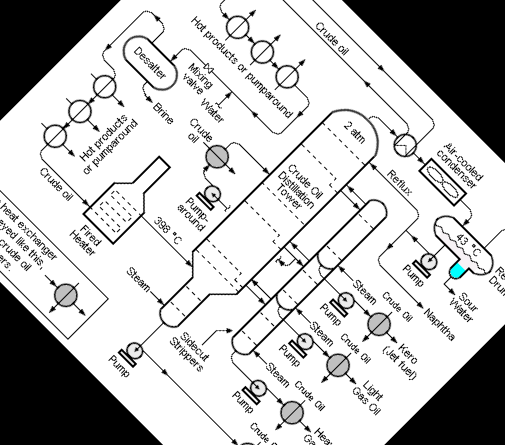 Crude oil
Hot products or pumparound
Desalter
Mixing
valve
Water
Brine
Hot products
or pumparound
Crude
oil
2 atm
Air-cooled
condenser
Crude Oil
Distillation
Tower
Reflux
Crude oil
Pump-
around
Fired
Heater
398 °C
43 °C
heat exchanger
eyed like this,
crude oil
ers.
Steam
Pump
Sour
Water
Re
Drum
Naphtha
Sidecut
Strippers
Steam
Pump
Crude Oil
Kero
(Jet fuel)
Steam
Pump
Crude Oil
Light
Gas Oil
Pump
Steam
Pump
Crude Oil
Hea
Ga
Crude O